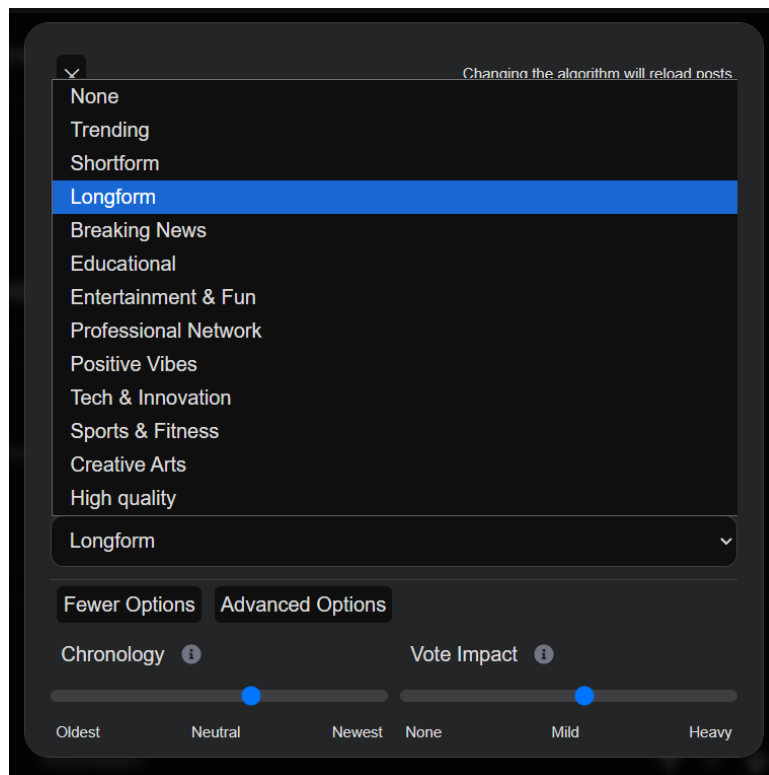 Changing the algorithm will reload posts
None
Trending
Shortform
Longform
Breaking News
Educational
Entertainment & Fun
Professional Network
Positive Vibes
Tech & Innovation
Sports & Fitness
Creative Arts
High quality
Longform
Fewer Options Advanced Options
Chronology Vote Impact
Oldest Neutral Newest None Mild Heavy